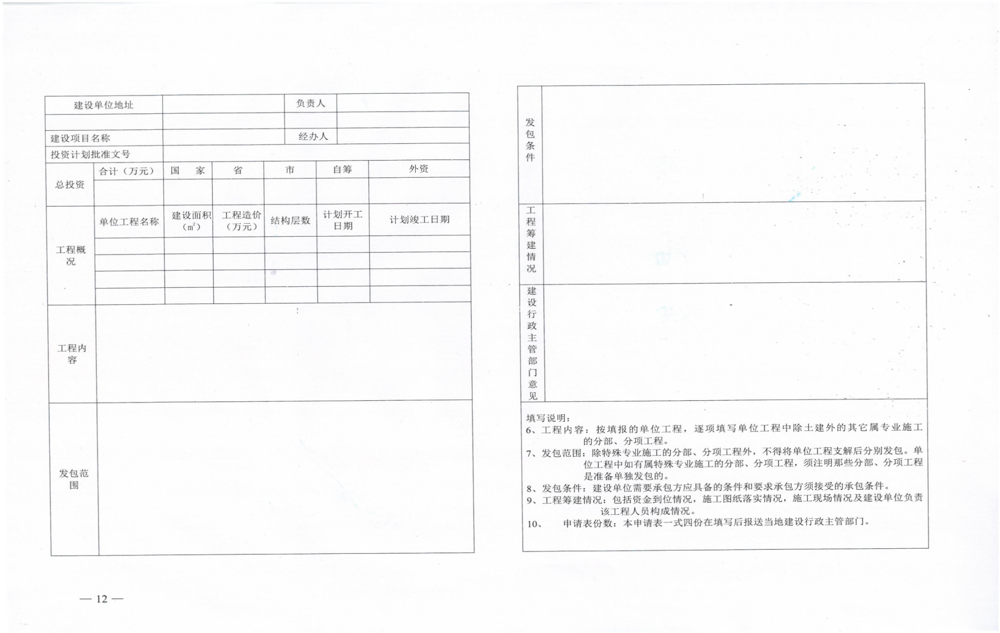 建设单位地址 负责人
建设项目名称 经办人
投资计划批准文号
总投资 合计（万元） 国 家 省 市 自筹 外资
工程概
况
单位工程名称 建设面积
（㎡） 工程造价
（万元） 结构层数 计划开工
日期 计划竣工日期
工程内
容
发包范
围
— 12 —
发
包
条
件
工
程
筹
建
情
况
建
设
行
政
主
管
部
门
意
见
填写说明：
6、工程内容：按填报的单位工程，逐项填写单位工程中除土建外的其它属专业施工
的分部、分项工程。
7、发包范围：除特殊专业施工的分部、分项工程外，不得将单位工程支解后分别发包。单
位工程中如有属特殊专业施工的分部、分项工程，须注明那些分部、分项工程
是准备单独发包的。
8、发包条件：建设单位需要承包方应具备的条件和要求承包方须接受的承包条件。
9、工程筹建情况：包括资金到位情况，施工图纸落实情况，施工现场情况及建设单位负责
该工程人员构成情况。
10、 申请表份数：本申请表一式四份在填写后报送当地建设行政主管部门。